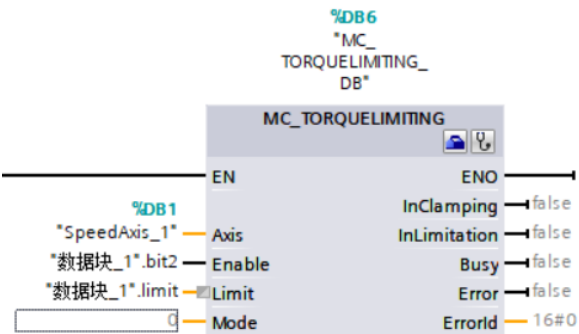 %DB6
"MC_
TORQUELIMITING_
DB"
MC_TORQUELIMITING
EN
ENO
%DB1
"SpeedAxis_1"
Axis
InClamping
false
"数据块_1".bit2
Enable
InLimitation
false
"数据块_1".limit
Limit
Busy
false
0
Mode
Error
false
ErrorId
16#0